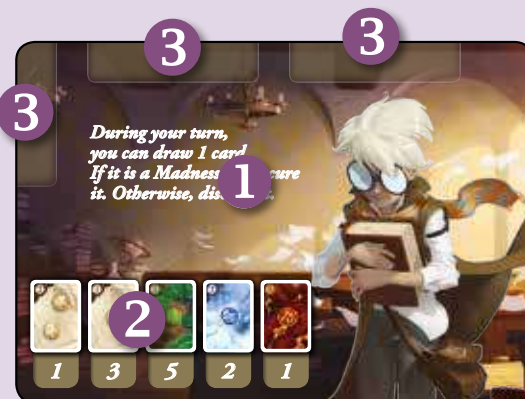 3
3
3
During your turn,
you can draw 1 card
If it is a Madness cure
1
it. Otherwise, dis
2
1 3 5 2 1